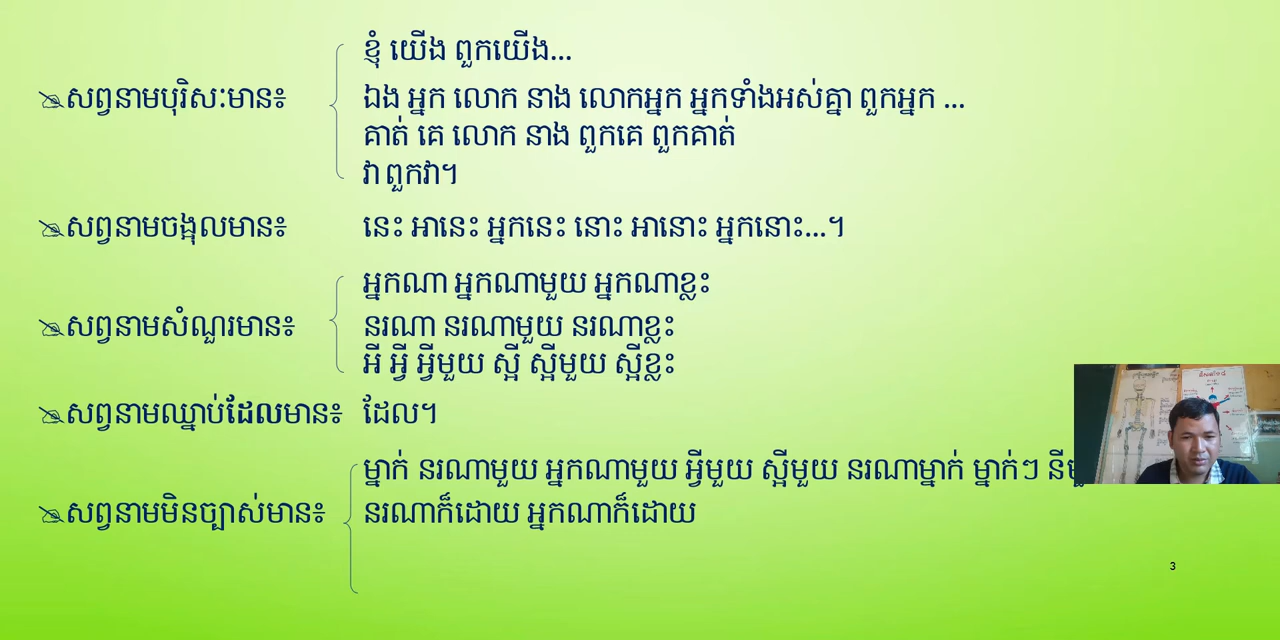 ខ្ញុំ យើង ពួកយើង...
សព្វនាមបុរិសៈមាន៖ ឯង អ្នក លោក នាង លោកអ្នក អ្នកទាំងអស់គ្នា ពួកអ្នក ...
គាត់ គេ លោក នាង ពួកគេ ពួកគាត់
វា ពួកវា។
សព្វនាមចង្អុលមាន៖ នេះ អានេះ អ្នកនេះ នោះ អានោះ អ្នកនោះ...។
អ្នកណា អ្នកណាមួយ អ្នកណាខ្លះ
សព្វនាមសំណួរមាន៖ នរណា នរណាមួយ នរណាខ្លះ
អី អ្វី អ្វីមួយ ស្អី ស្អីមួយ ស្អីខ្លះ
សព្វនាមឈ្នាប់ដែលមាន៖ ដែល។
ម្នាក់ នរណាមួយ អ្នកណាមួយ អ្វីមួយ ស្អីមួយ នរណាម្នាក់ ម្នាក់ៗ
សព្វនាមមិនច្បាស់មាន៖ នរណាក៏ដោយ អ្នកណាក៏ដោយ
3